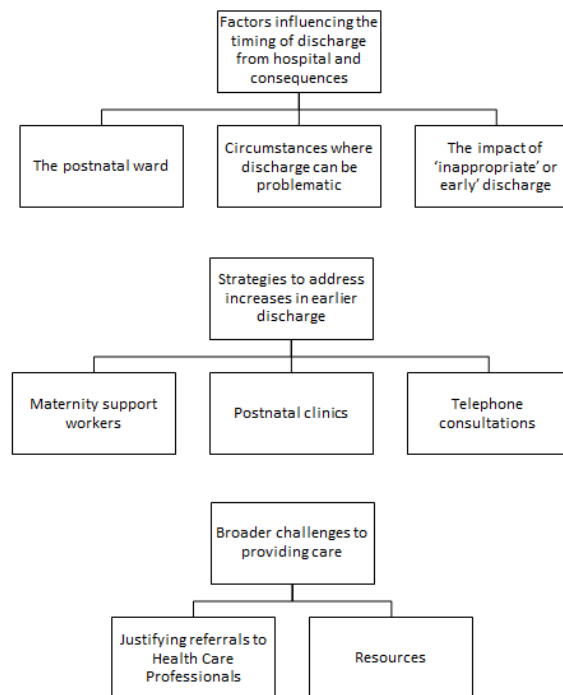 Factors influencing the
timing of discharge
from hospital and
consequences
The postnatal ward
Circumstances where
discharge can be
problematic
The impact of
‘inappropriate’ or
early’ discharge
Strategies to address
increases in earlier
discharge
Maternity support
workers
Postnatal clinics
Telephone
consultations
Broader challenges to
providing care
Justifying referrals to
Health Care
Professionals
Resources